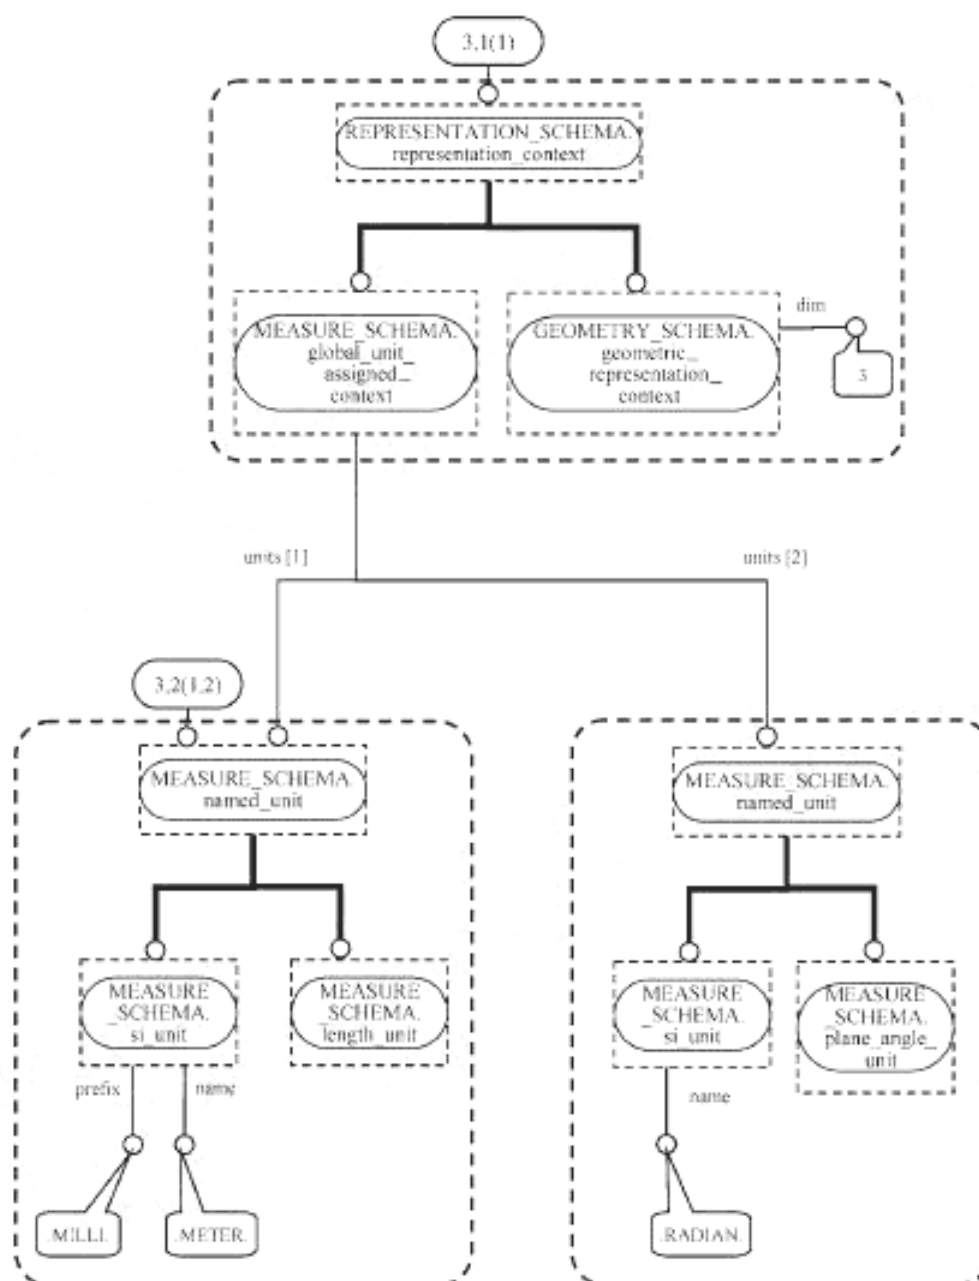 3,1(1)
REPRESENTATION_SCHEMA.
representation_context
MEASURE_SCHEMA.
global_unit_
assigned_
context
GEOMETRY_SCHEMA.
geometric_
representation_
context
dim
3
units [1]
units [2]
3,2(1,2)
MEASURE_SCHEMA.
named_unit
MEASURE_SCHEMA.
named_unit
MEASURE
_SCHEMA.
si_unit
MEASURE
_SCHEMA.
length_unit
MEASURE
_SCHEMA.
si_unit
MEASURE
_SCHEMA.
plane_angle_
unit
prefix
name
name
.MILLI.
.METER.
.RADIAN.